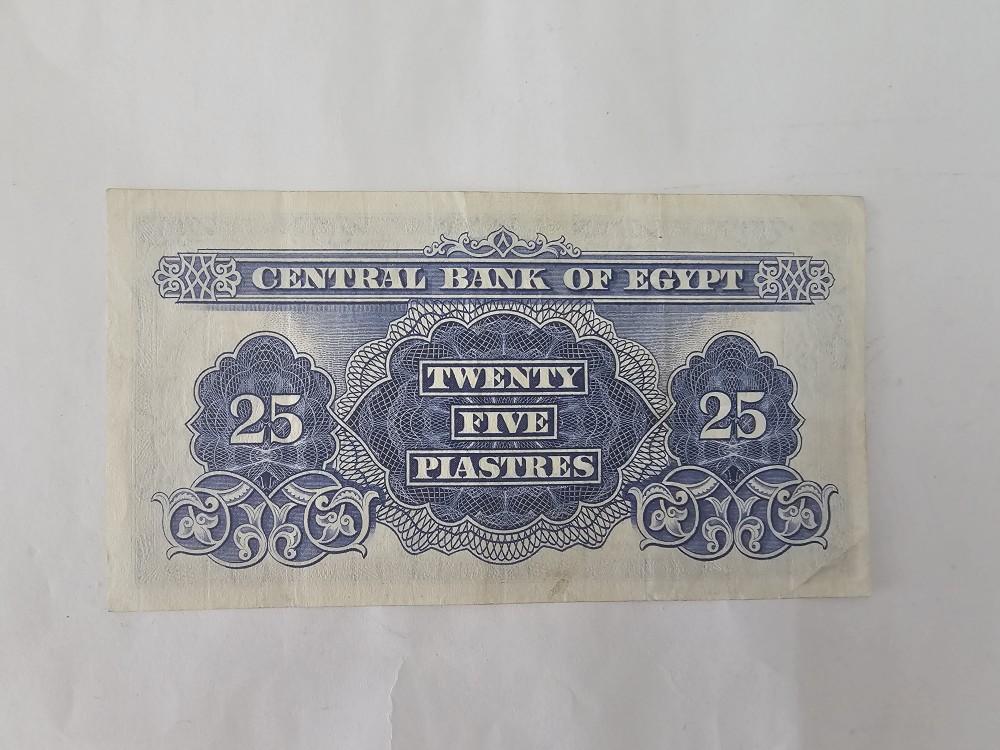 CENTRAL BANK OF EGYPT
TWENTY
FIVE
PIASTRES
25
25